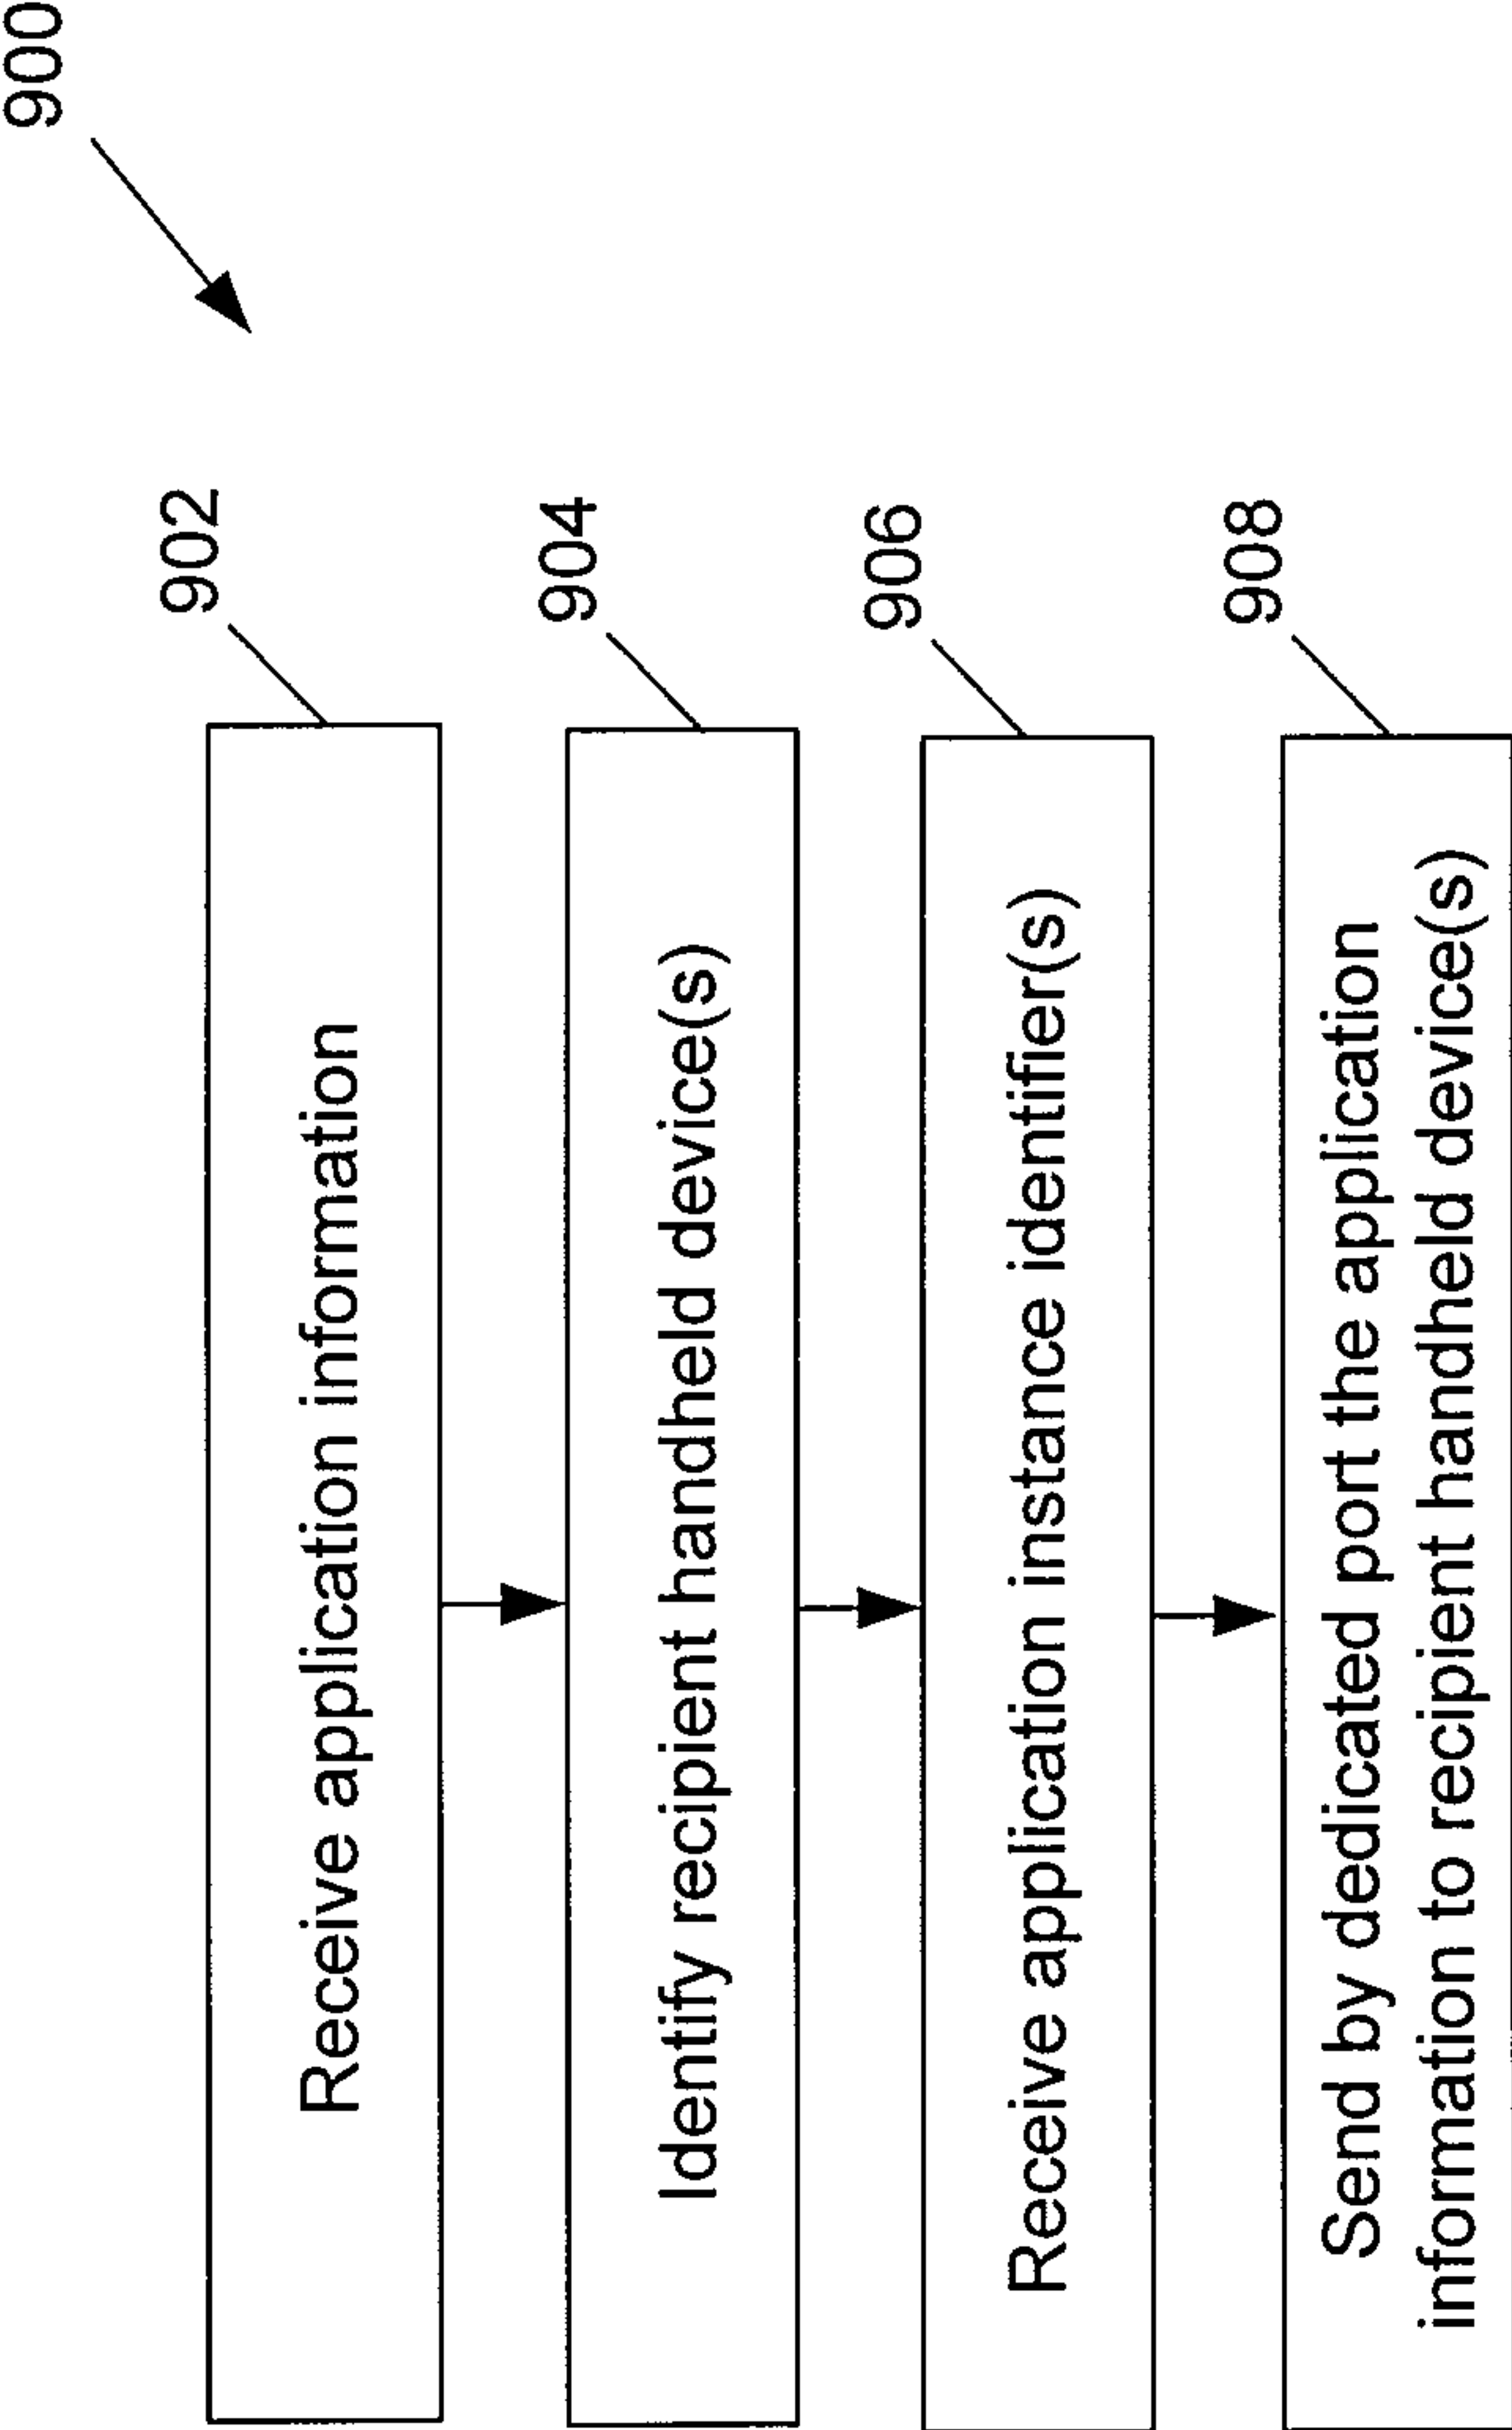 900
902
Receive application information
904
Identify recipient handheld device(s)
906
Receive application instance identifier(s)
908
Send by dedicated port the application
information to recipient handheld device(s)